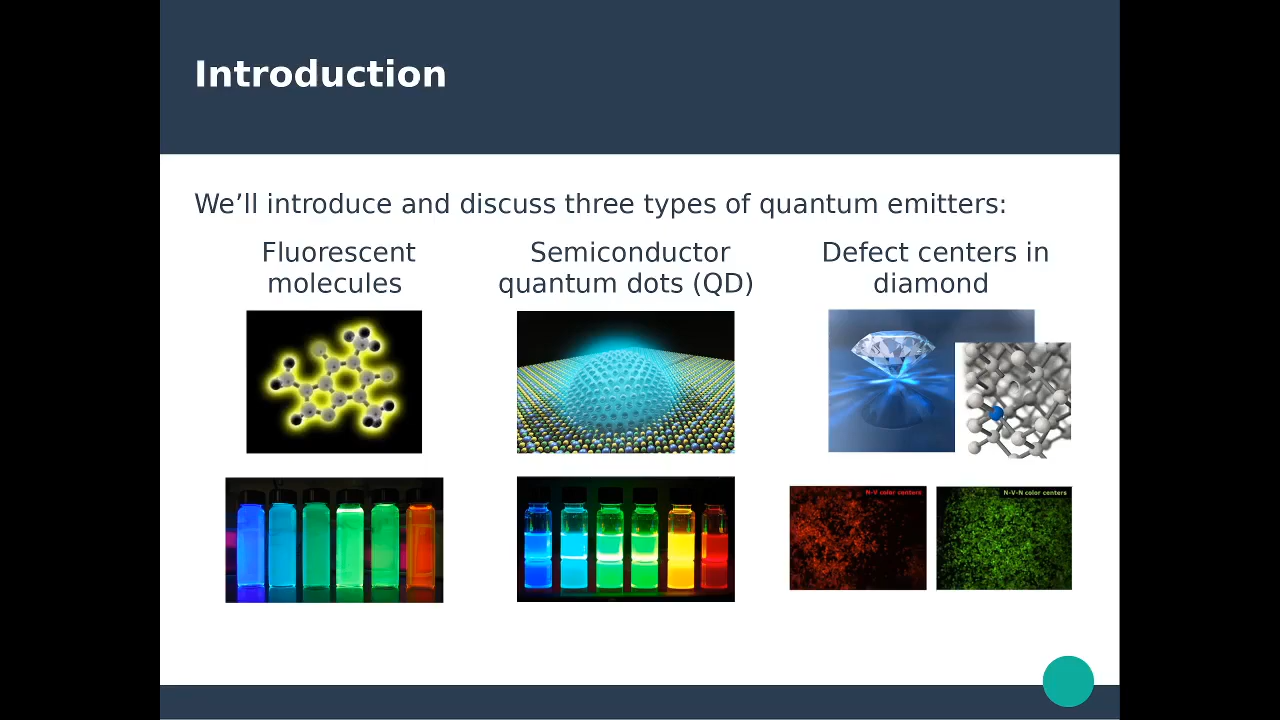 Introduction
We’ll introduce and discuss three types of quantum emitters:
Fluorescent
molecules
Semiconductor
quantum dots (QD)
Defect centers in
diamond
N-V color centers
N-V-N color centers